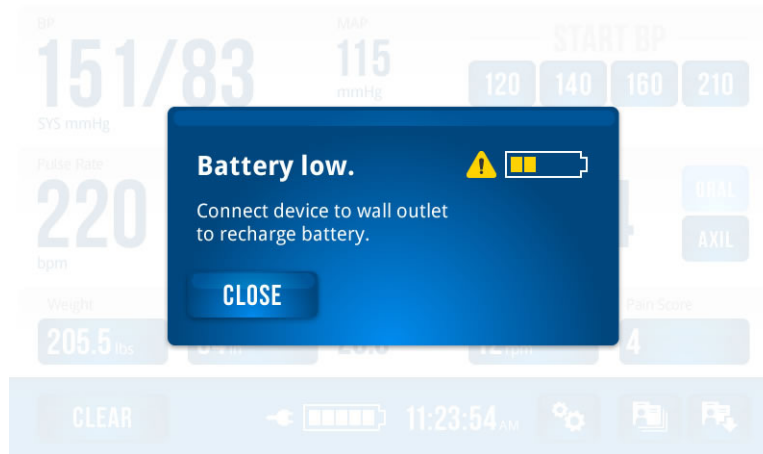 BP
MAP
START BP
151/83
115
mmHg
120 140 160 210
SYS mmHg
Battery low.
Pulse Rate
Connect device to wall outlet
to recharge battery.
220
ORAL
AXIL
bpm
CLOSE
Weight
Pain Score
205.5 lbs
4
CLEAR
11:23:54 AM